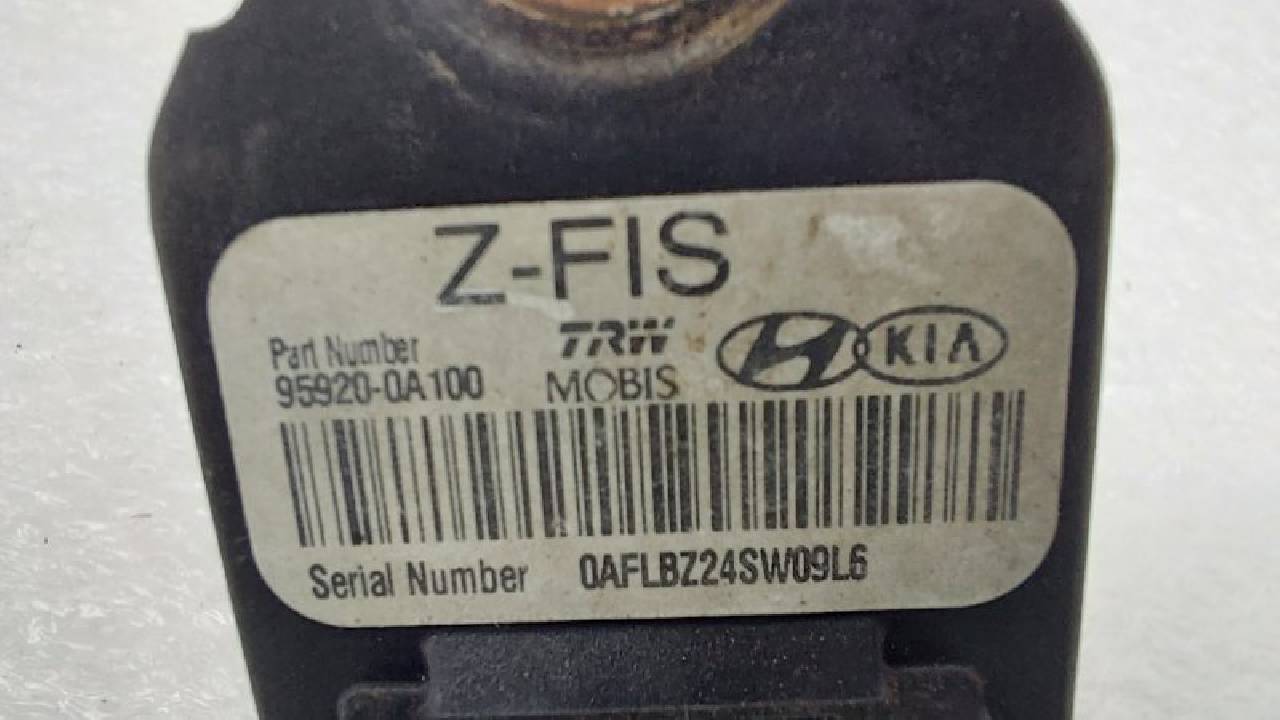 Z-FIS
Part Number
95920-0A100
TRW
MOBIS
KIA
Serial Number 0AFLBZ24SW09L6